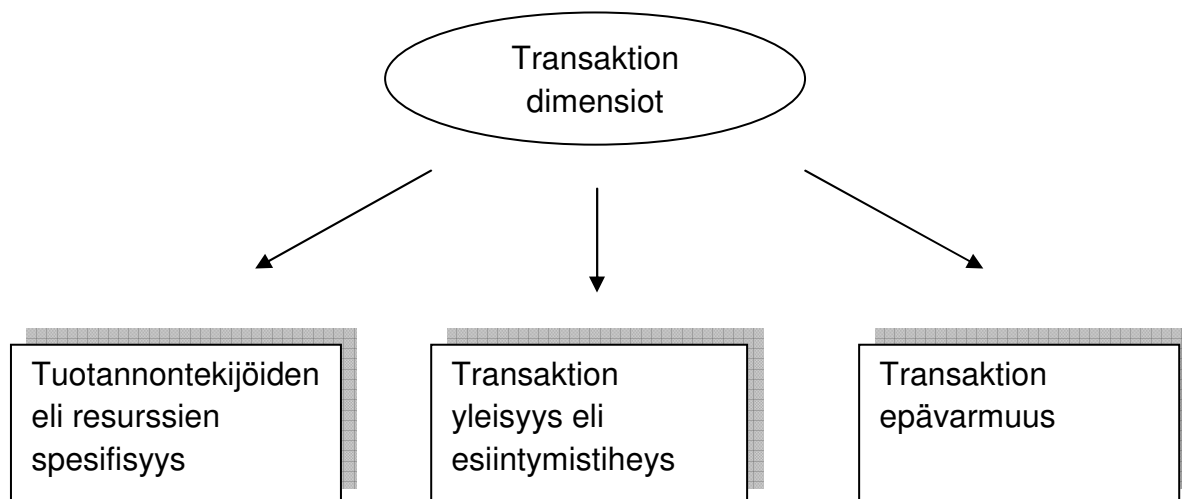 Transaktion
dimensiot
Tuotannontekijöiden
eli resurssien
spesifisyys
Transaktion
yleisyys eli
esiintymistiheys
Transaktion
epävarmuus